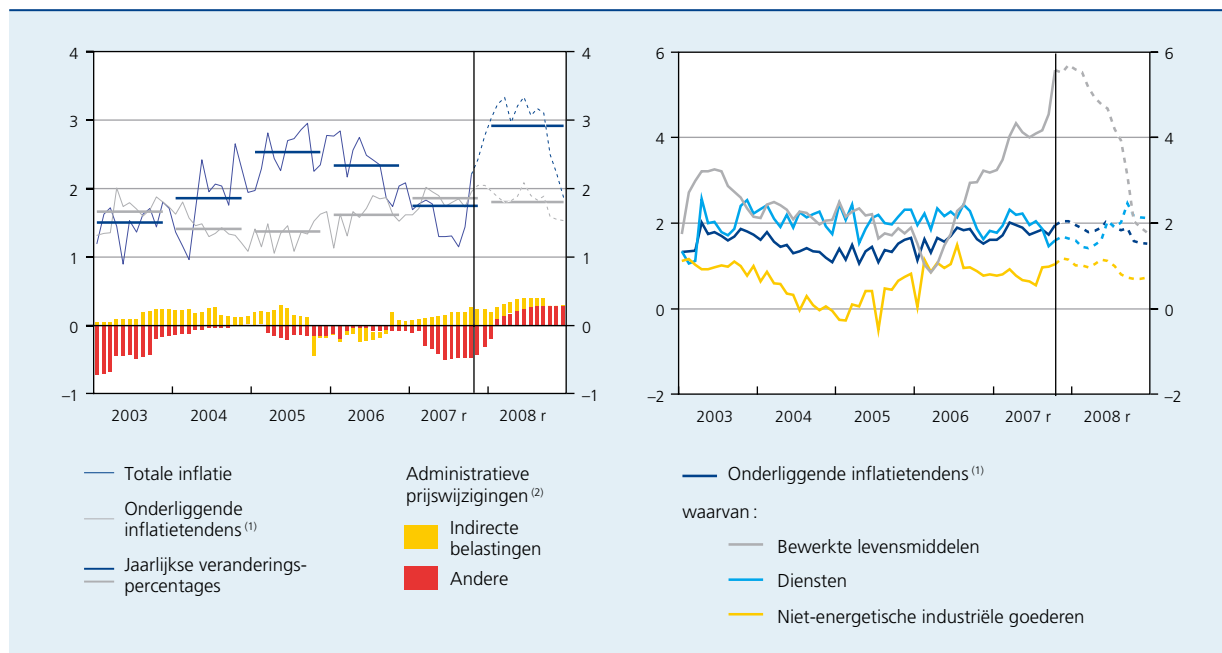 4
3
2
1
0
–1
4
3
2
1
0
–1
2003
2004
2005
2006
2007 r
2008 r
Totale inflatie
Onderliggende
inflatietendens (1)
Jaarlijkse veranderings-
percentages
Administratieve
prijswijzigingen (2)
Indirecte
belastingen
Andere
6
4
2
0
–2
6
4
2
0
–2
2003
2004
2005
2006
2007 r
2008 r
Onderliggende inflatietendens (1)
waarvan :
Bewerkte levensmiddelen
Diensten
Niet-energetische industriële goederen